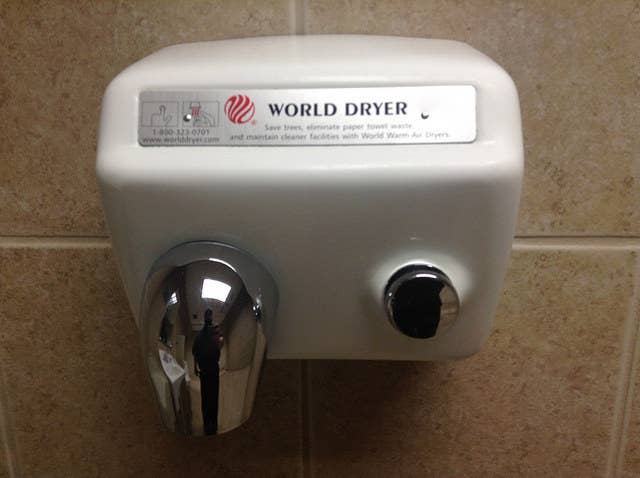 WORLD DRYER
Save trees, eliminate paper towel waste
and maintain cleaner facilities with World Warm Air Dryers.
1-800-323-0701
www.worlddryer.com